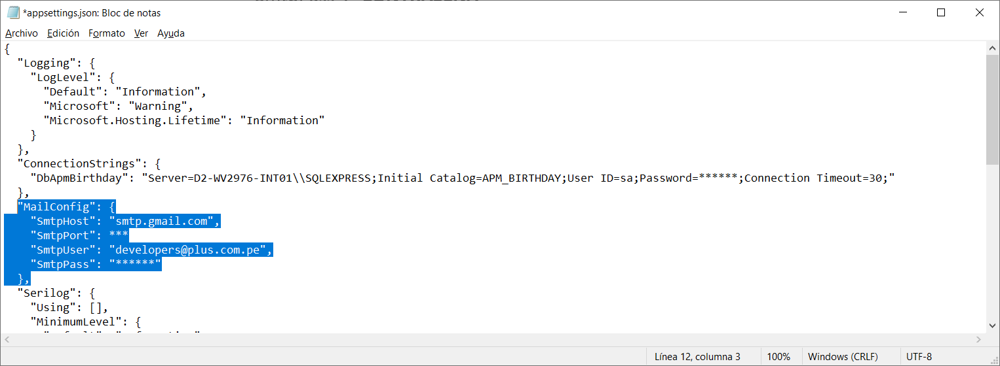 *appsettings.json: Bloc de notas
Archivo Edición Formato Ver Ayuda
{
"Logging": {
"LogLevel": {
"Default": "Information",
"Microsoft": "Warning",
"Microsoft.Hosting.Lifetime": "Information"
}
},
"ConnectionStrings": {
"DbApmBirthday": "Server=D2-WV2976-INT01\\SQLEXPRESS;Initial Catalog=APM_BIRTHDAY;User ID=sa;Password=******;Connection Timeout=30;"
},
"MailConfig": {
"SmtpHost": "smtp.gmail.com",
"SmtpPort": ***
"SmtpUser": "developers@plus.com.pe",
"SmtpPass": "******"
},
"Serilog": {
"Using": [],
"MinimumLevel": {
Línea 12, columna 3 100% Windows (CRLF) UTF-8